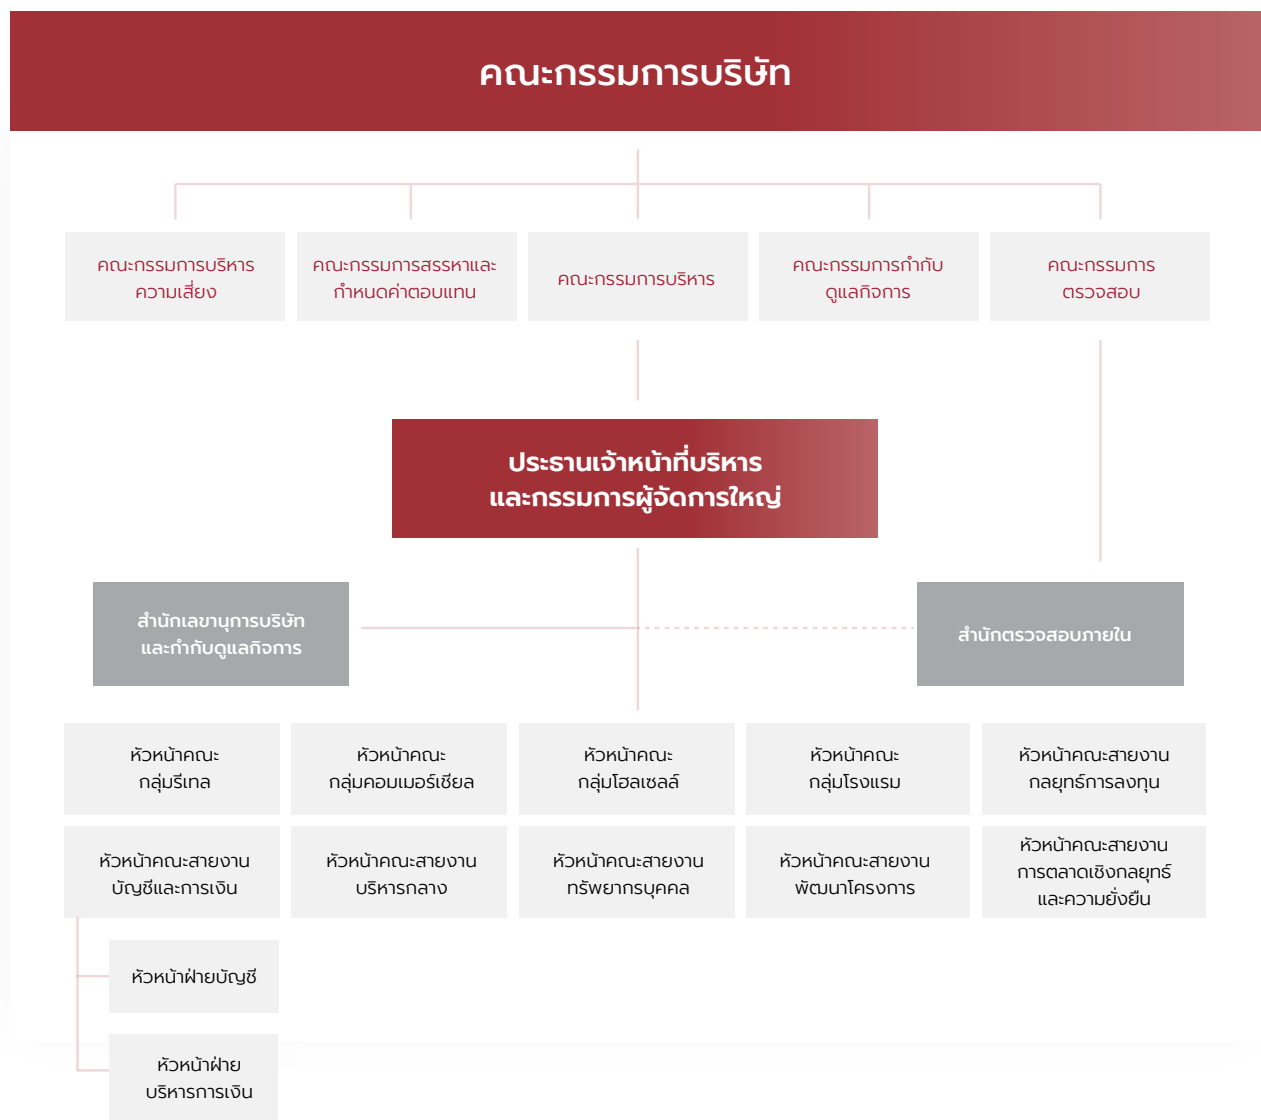 คณะกรรมการบริษัท
คณะกรรมการบริหาร
ความเสี่ยง
คณะกรรมการสรรหาและ
กำหนดค่าตอบแทน
คณะกรรมการบริหาร
คณะกรรมการกำกับ
ดูแลกิจการ
คณะกรรมการ
ตรวจสอบ
ประธานเจ้าหน้าที่บริหาร
และกรรมการผู้จัดการใหญ่
สำนักเลขานุการบริษัท
และกำกับดูแลกิจการ
สำนักตรวจสอบภายใน
หัวหน้าคณะ
กลุ่มรีเทล
หัวหน้าคณะ
กลุ่มคอมเมอร์เชียล
หัวหน้าคณะ
กลุ่มโฮลเซลล์
หัวหน้าคณะ
กลุ่มโรงแรม
หัวหน้าคณะสายงาน
กลยุทธ์การลงทุน
หัวหน้าคณะสายงาน
บัญชีและการเงิน
หัวหน้าคณะสายงาน
บริหารกลาง
หัวหน้าคณะสายงาน
ทรัพยากรบุคคล
หัวหน้าคณะสายงาน
พัฒนาโครงการ
หัวหน้าคณะสายงาน
การตลาดเชิงกลยุทธ์
และความยั่งยืน
หัวหน้าฝ่ายบัญชี
หัวหน้าฝ่าย
บริหารการเงิน